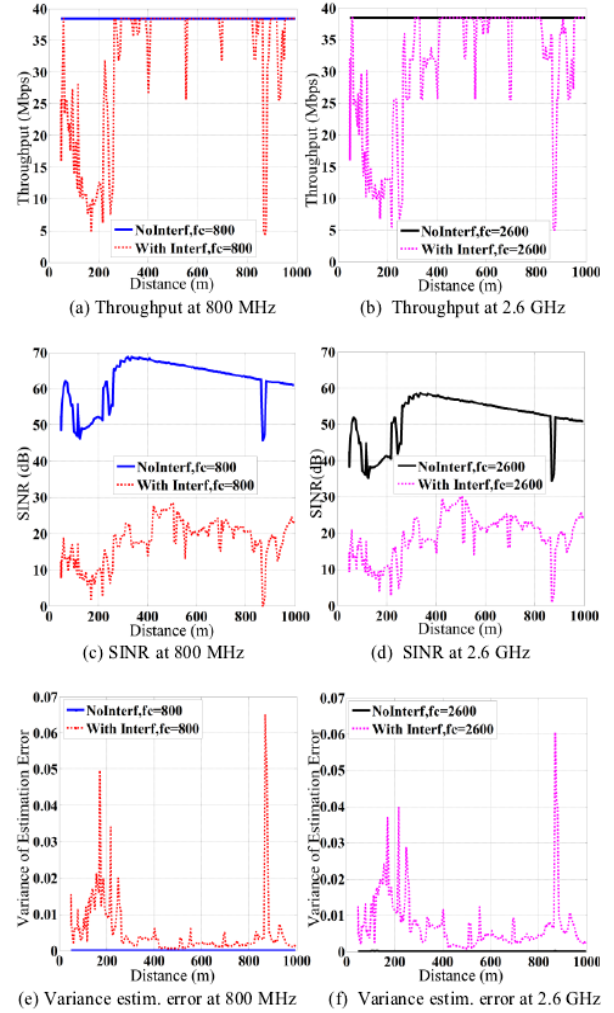 40
35
30
25
20
15
10
5
0
Throughput (Mbps)
NoInterf,fc=800
With Interf,fc=800
0 200 400 600 800 1000
Distance (m)
(a) Throughput at 800 MHz
40
35
30
25
20
15
10
5
0
Throughput (Mbps)
NoInterf,fc=2600
With Interf,fc=2600
0 200 400 600 800 1000
Distance (m)
(b) Throughput at 2.6 GHz
70
60
50
40
30
20
10
0
SINR (dB)
NoInterf,fc=800
With Interf,fc=800
0 200 400 600 800 1000
Distance (m)
(c) SINR at 800 MHz
70
60
50
40
30
20
10
0
SINR(dB)
NoInterf,fc=2600
With Interf,fc=2600
0 200 400 600 800 1000
Distance (m)
(d) SINR at 2.6 GHz
0.07
0.06
0.05
0.04
0.03
0.02
0.01
0
Variance of Estimation Error
NoInterf,fc=800
With Interf,fc=800
0 200 400 600 800 1000
Distance (m)
(e) Variance estim. error at 800 MHz
0.07
0.06
0.05
0.04
0.03
0.02
0.01
0
Variance of Estimation Error
NoInterf,fc=2600
With Interf,fc=2600
0 200 400 600 800 1000
Distance (m)
(f) Variance estim. error at 2.6 GHz